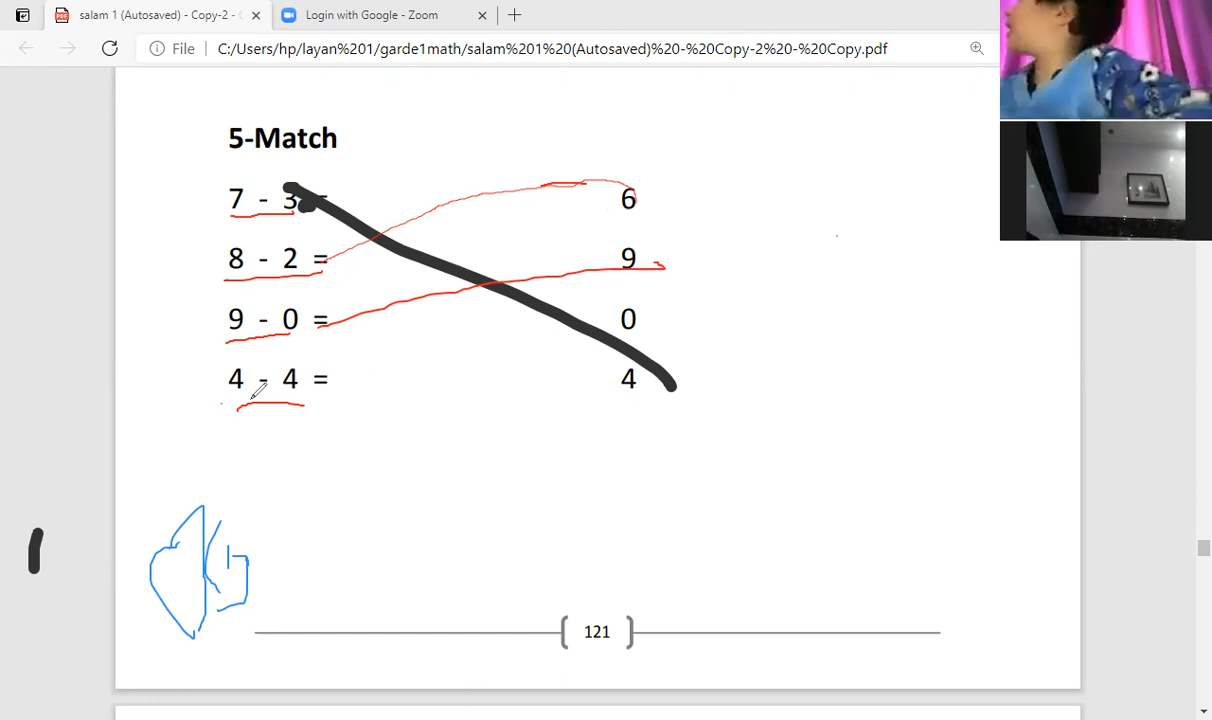 salam 1 (Autosaved) - Copy-2 - C
Login with Google - Zoom
File
C:/Users/hp/layan%201/garde1math/salam%201%20(Autosaved)%20-%20Copy-2%20-%20Copy.pdf
5-Match
7 - 3 = 6
8 - 2 = 9
9 - 0 = 0
4 - 4 = 4
121